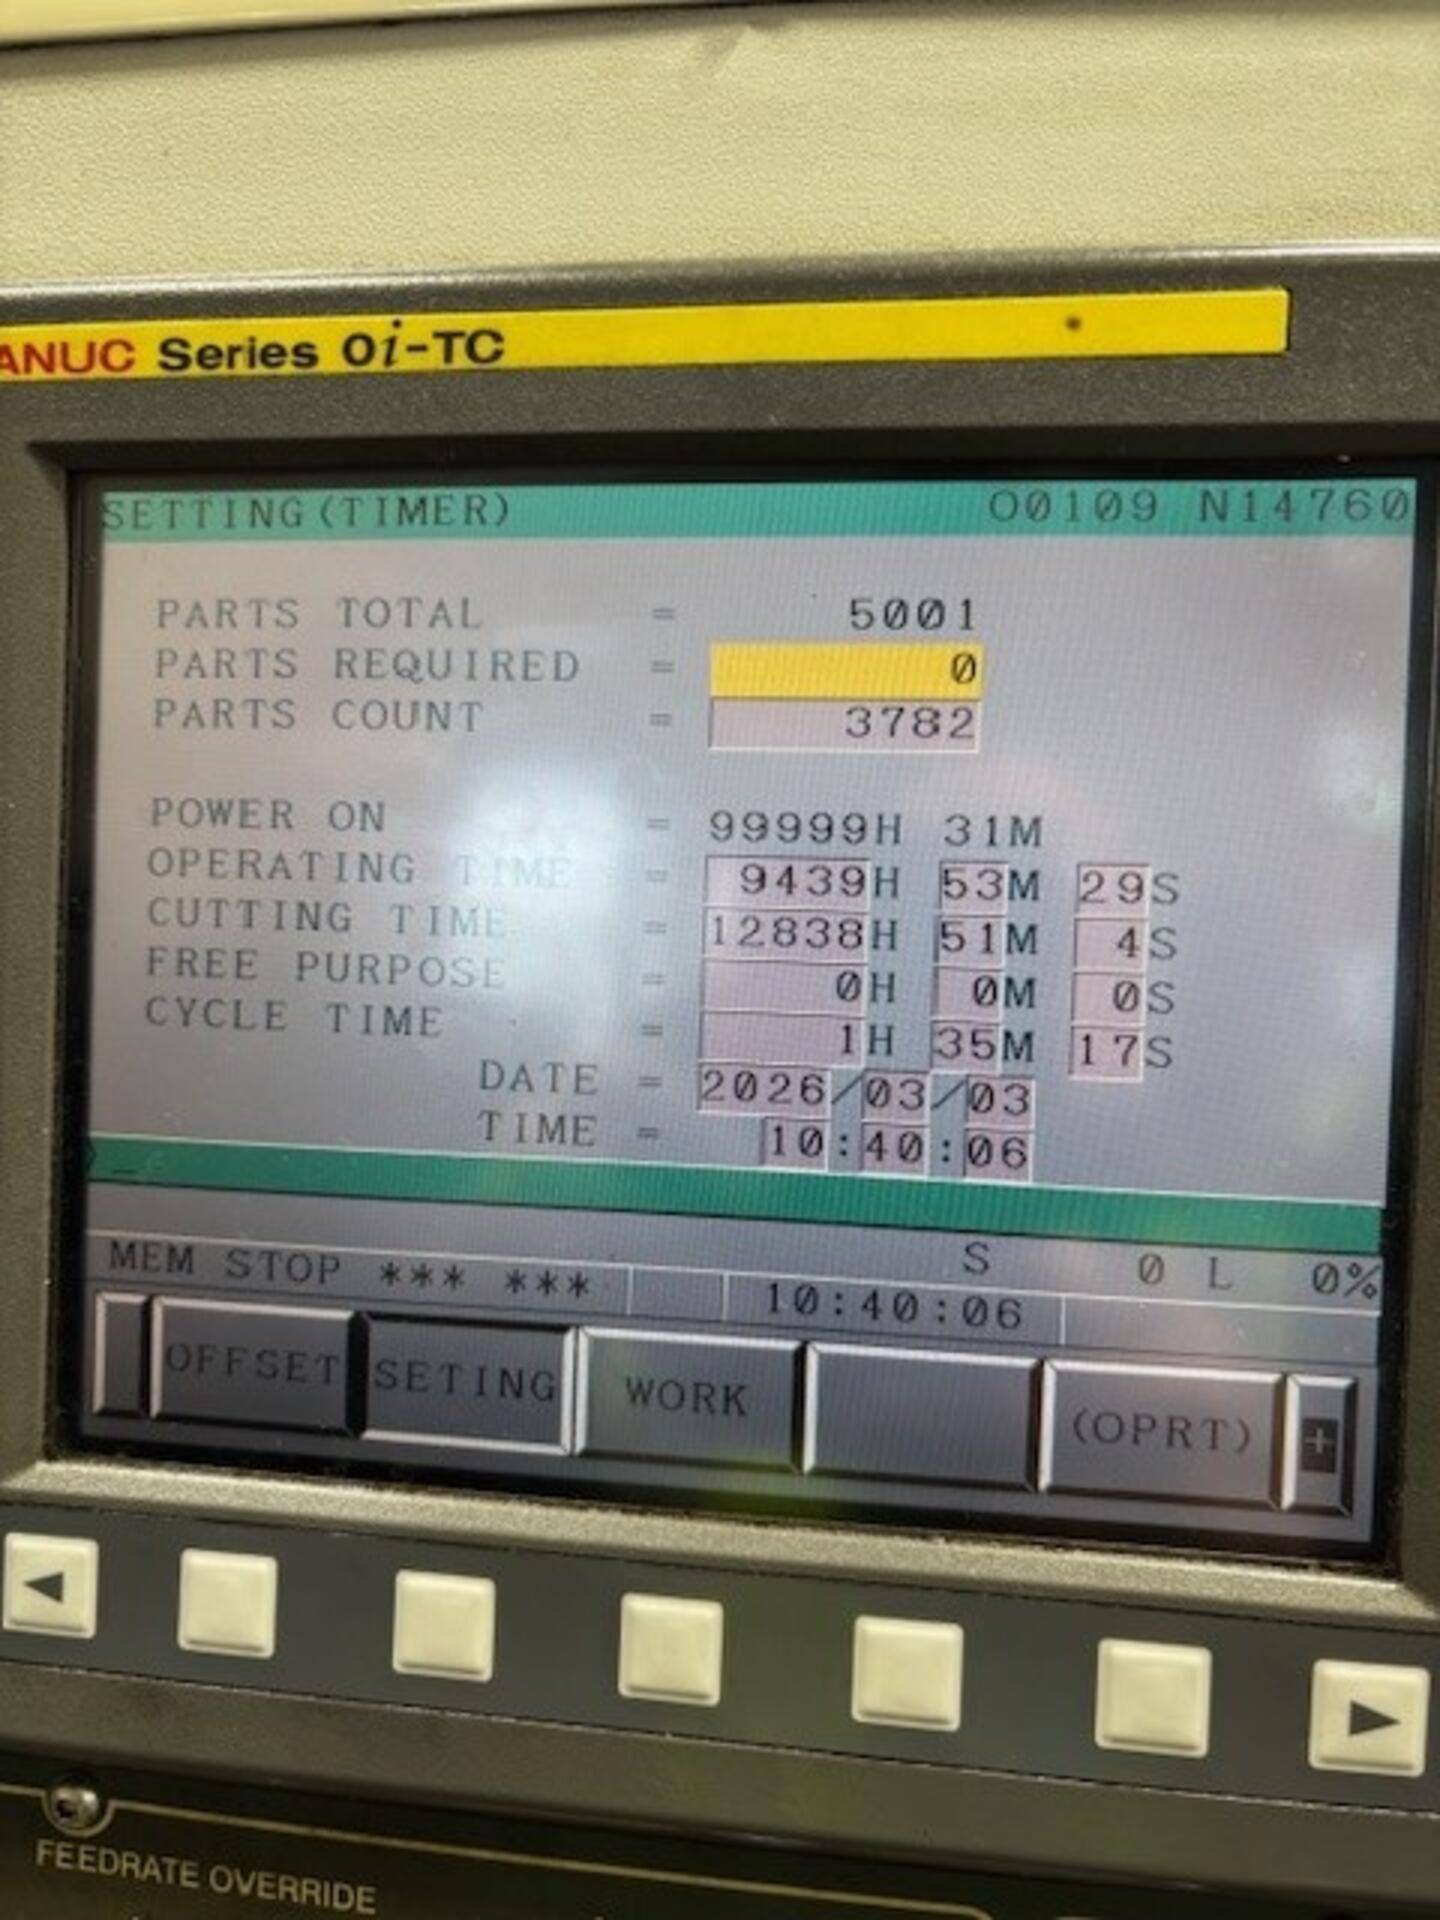 ANUC Series 0i-TC
SETTING(TIMER) O0109 N14760
PARTS TOTAL = 5001
PARTS REQUIRED = 0
PARTS COUNT = 3782
POWER ON = 99999H 31M
OPERATING TIME = 9439H 53M 29S
CUTTING TIME = 12838H 51M 4S
FREE PURPOSE = 0H 0M 0S
CYCLE TIME = 1H 35M 17S
DATE = 2026/03/03
TIME = 10:40:06
>_
S 0 L 0%
MEM STOP *** *** 10:40:06
OFFSET SETING WORK (OPRT) +
FEEDRATE OVERRIDE